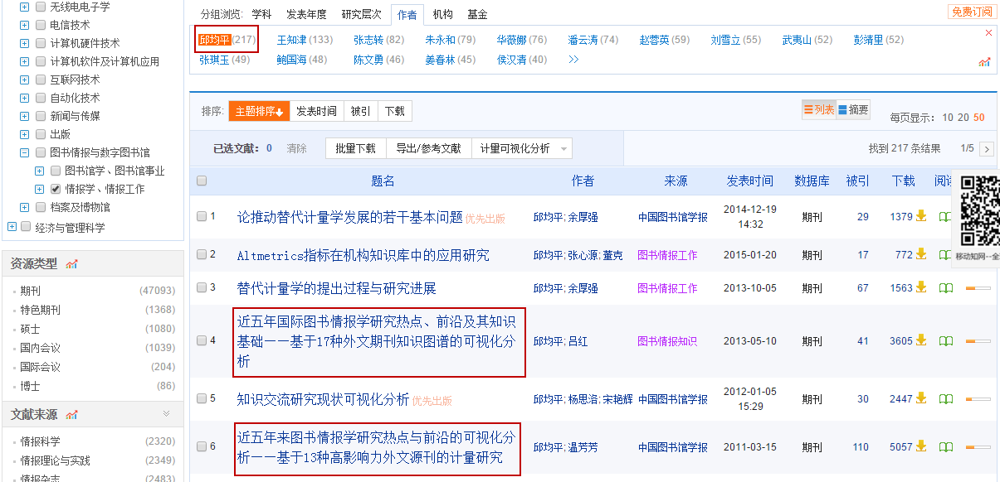 无线电电子学
电信技术
计算机硬件技术
计算机软件及计算机应用
互联网技术
自动化技术
新闻与传媒
出版
图书情报与数字图书馆
图书馆学、图书馆事业
情报学、情报工作
档案及博物馆
经济与管理科学
资源类型
期刊 (47093)
特色期刊 (1368)
硕士 (1080)
国内会议 (1039)
国际会议 (204)
博士 (86)
文献来源
情报科学 (2320)
情报理论与实践 (2349)
情报杂志 (2483)
分组浏览: 学科 发表年度 研究层次 作者 机构 基金
免费订阅
邱均平(217) 王知津(133) 张志转(82) 朱永和(79) 华薇娜(76) 潘云涛(74) 赵蓉英(59) 刘雪立(55) 武夷山(52) 彭靖里(52)
张琪玉(49) 鲍国海(48) 陈文勇(46) 姜春林(45) 侯汉清(40) >>
排序: 主题排序 发表时间 被引 下载
列表 摘要 每页显示: 10 20 50
已选文献: 0 清除 批量下载 导出/参考文献 计量可视化分析 找到 217 条结果 1/5 >
题名 作者 来源 发表时间 数据库 被引 下载 阅读
1 论推动替代计量学发展的若干基本问题 优先出版 邱均平; 余厚强 中国图书馆学报 2014-12-19 14:32 期刊 29 1379
2 Altmetrics指标在机构知识库中的应用研究 邱均平; 张心源; 董克 图书情报工作 2015-01-20 期刊 17 772
移动知网--全
3 替代计量学的提出过程与研究进展 邱均平; 余厚强 图书情报工作 2013-10-05 期刊 67 1563
4 近五年国际图书情报学研究热点、前沿及其知识
基础——基于17种外文期刊知识图谱的可视化分
析 邱均平; 吕红 图书情报知识 2013-05-10 期刊 41 3605
5 知识交流研究现状可视化分析 优先出版 邱均平; 杨思洛; 宋艳辉 中国图书馆学报 2012-01-05 15:29 期刊 30 2447
6 近五年来图书情报学研究热点与前沿的可视化分
析——基于13种高影响力外文源刊的计量研究 邱均平; 温芳芳 中国图书馆学报 2011-03-15 期刊 110 5057